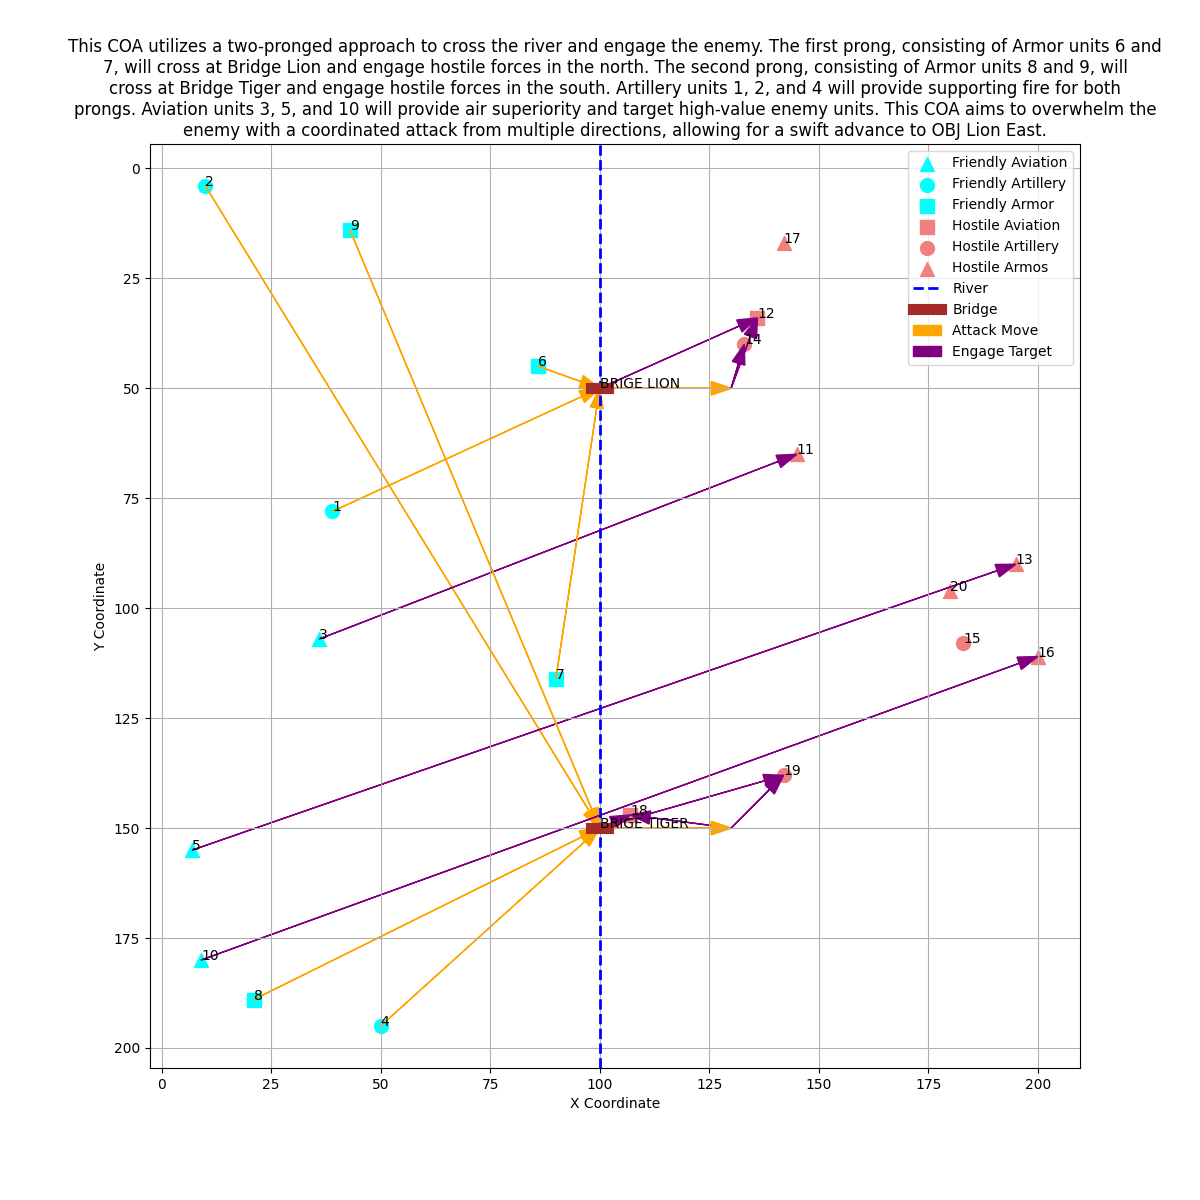 This COA utilizes a two-pronged approach to cross the river and engage the enemy. The first prong, consisting of Armor units 6 and
7, will cross at Bridge Lion and engage hostile forces in the north. The second prong, consisting of Armor units 8 and 9, will
cross at Bridge Tiger and engage hostile forces in the south. Artillery units 1, 2, and 4 will provide supporting fire for both
prongs. Aviation units 3, 5, and 10 will provide air superiority and target high-value enemy units. This COA aims to overwhelm the
enemy with a coordinated attack from multiple directions, allowing for a swift advance to OBJ Lion East.
Friendly Aviation
Friendly Artillery
Friendly Armor
Hostile Aviation
Hostile Artillery
Hostile Armos
River
Bridge
Attack Move
Engage Target
2
9
17
12
14
6
BRIGE LION
11
1
13
20
3
15
16
7
19
18
BRIGE TIGER
5
10
8
4
0
25
50
75
100
125
150
175
200
Y Coordinate
0
25
50
75
100
125
150
175
200
X Coordinate